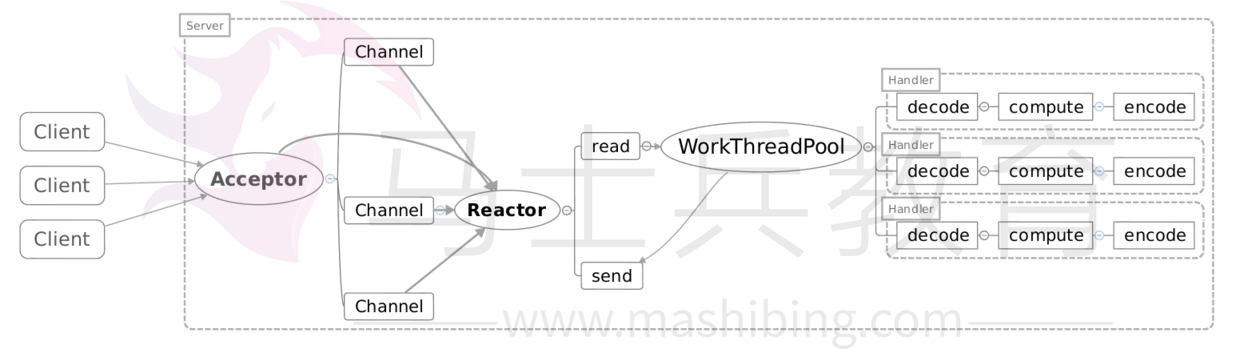 Server
Client
Client
Client
Acceptor
Channel
Channel
Channel
Reactor
read
send
WorkThreadPool
Handler
decode
compute
encode
Handler
decode
compute
encode
Handler
decode
compute
encode
马士兵教育
www.mashibing.com